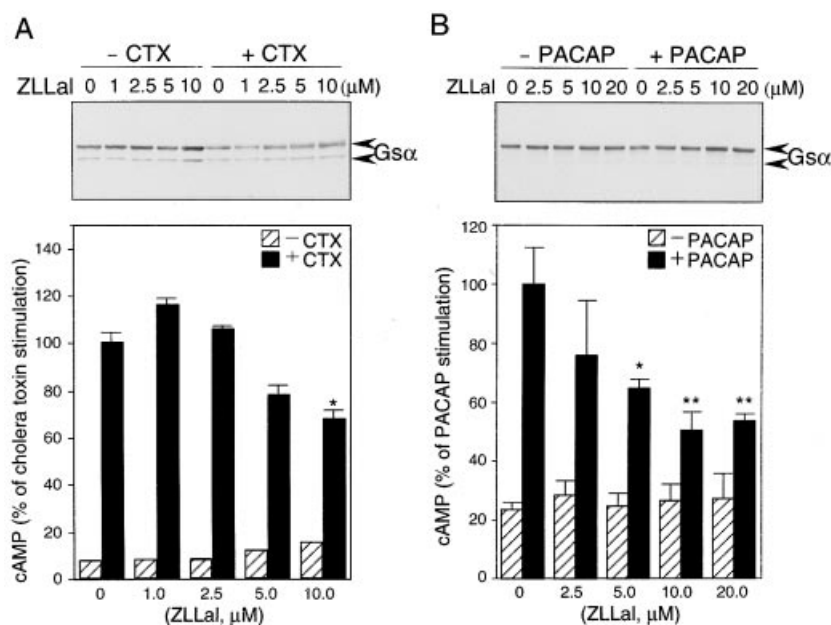 A
− CTX + CTX
ZLLal 0 1 2.5 5 10 0 1 2.5 5 10 (μM)
Gsα
cAMP (% of cholera toxin stimulation)
140
120
100
80
60
40
20
0
− CTX
+ CTX
*
0 1.0 2.5 5.0 10.0
(ZLLal, μM)
B
− PACAP + PACAP
ZLLal 0 2.5 5 10 20 0 2.5 5 10 20 (μM)
Gsα
cAMP (% of PACAP stimulation)
120
100
80
60
40
20
0
− PACAP
+ PACAP
* ** **
0 2.5 5.0 10.0 20.0
(ZLLal, μM)